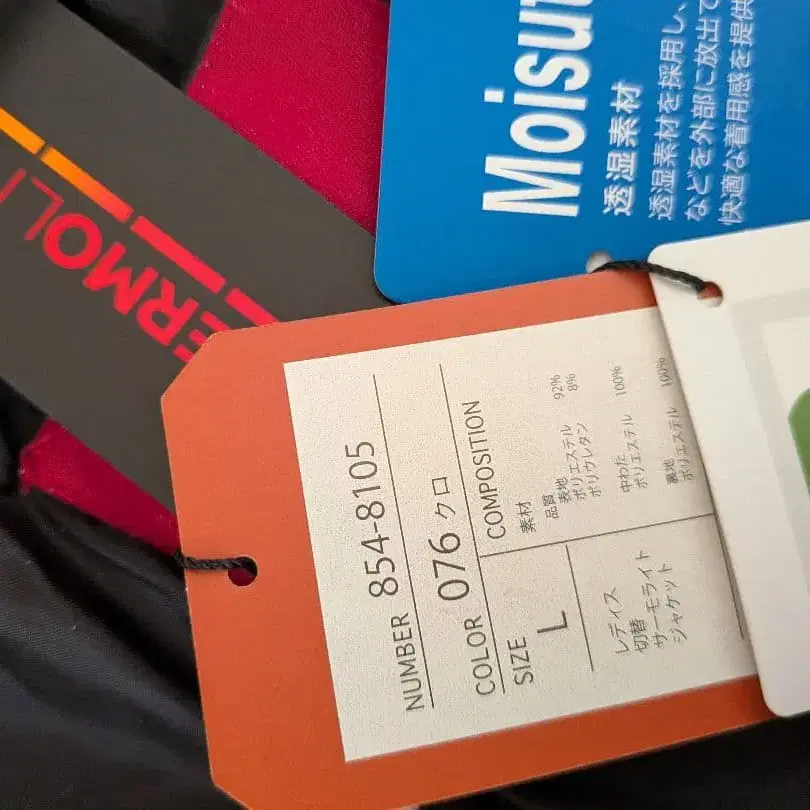 ERMOLI
Moisu
透湿素材
透湿素材を採用し、
などを外部に放出て
快適な着用感を提供
NUMBER 854-8105
COLOR 076 クロ
SIZE
L
COMPOSITION
素材
品質
表地
ポリエステル 92%
ポリウレタン 8%
中わた
ポリエステル 100%
裏地
ポリエステル 100%
レディス
切替
サーモライト
ジャケット